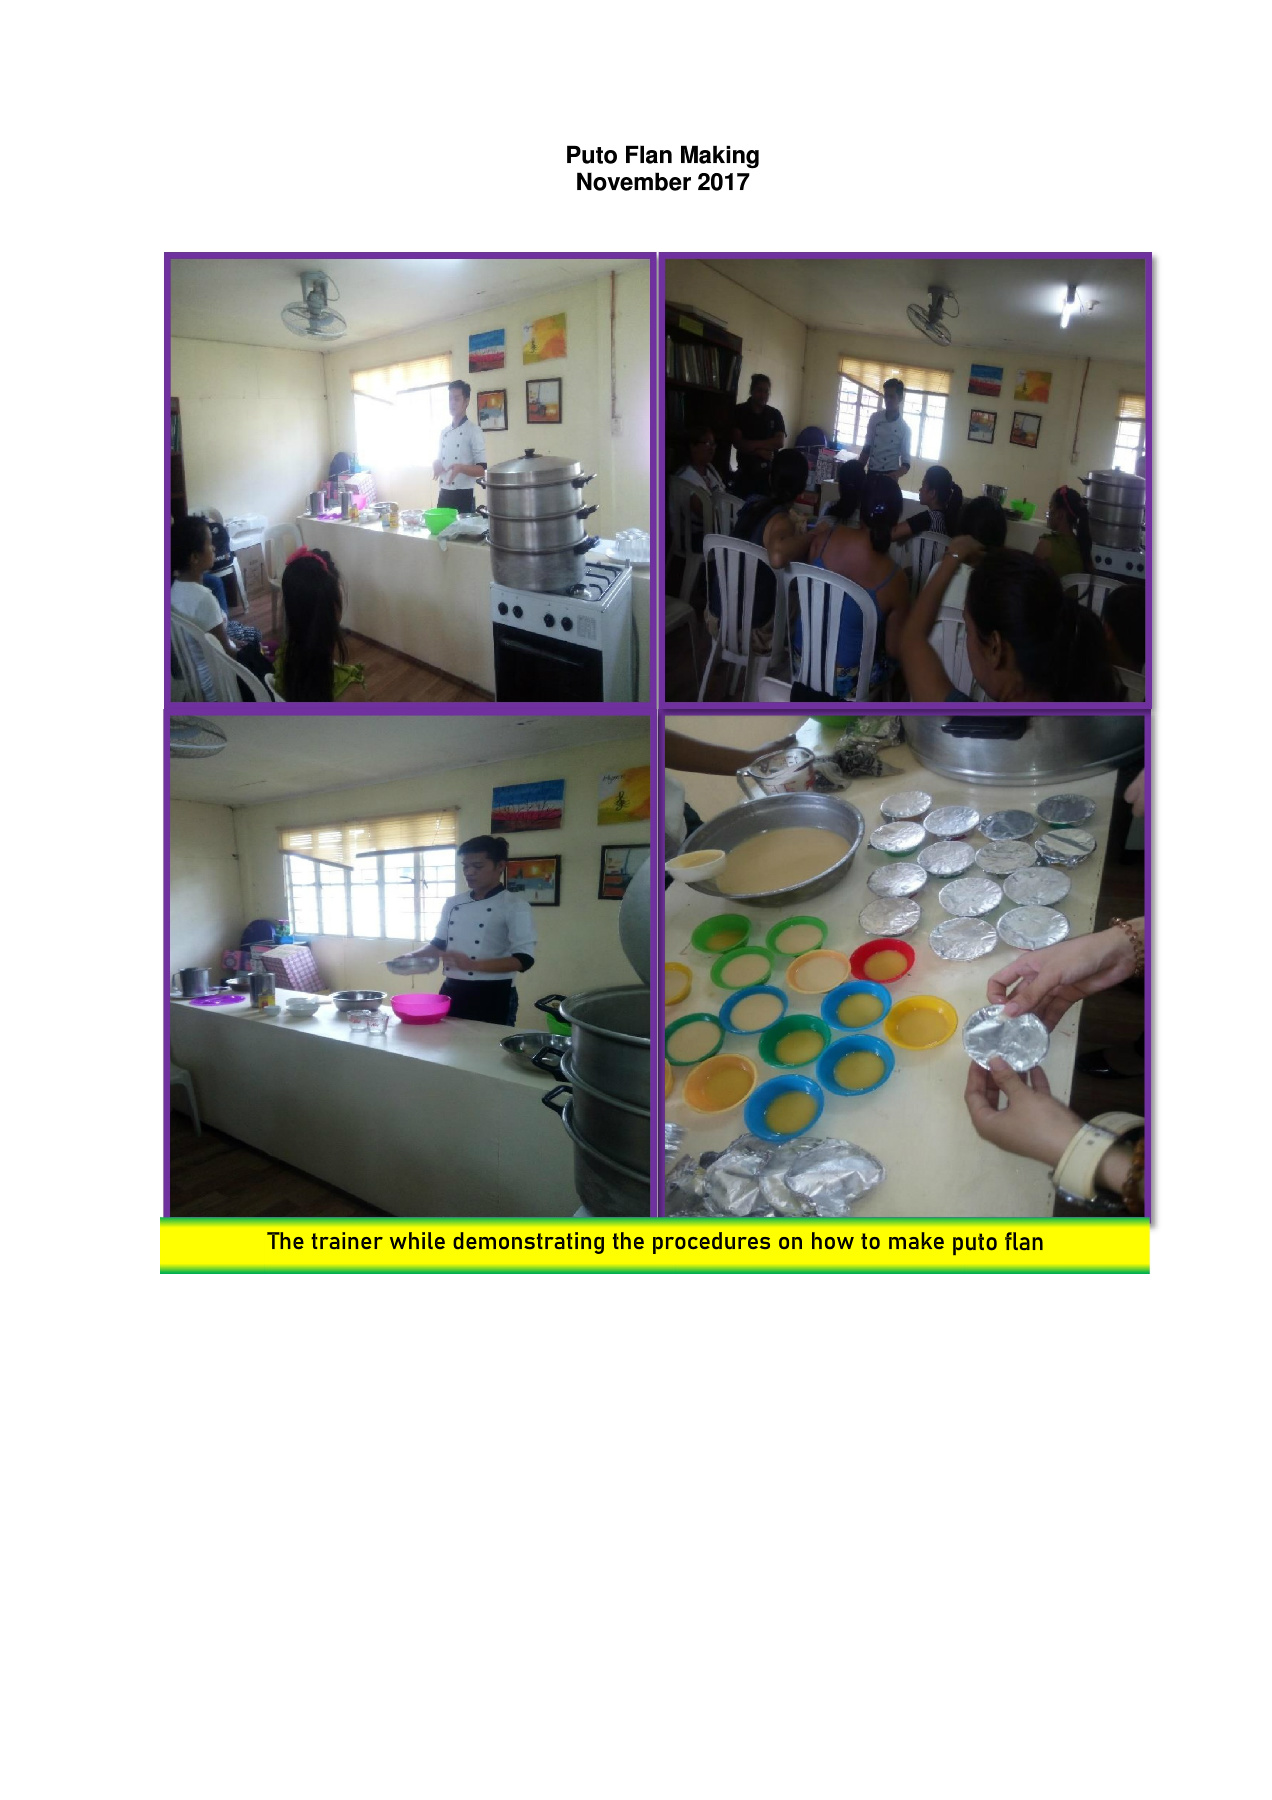 Puto Flan Making
November 2017
The trainer while demonstrating the procedures on how to make puto flan